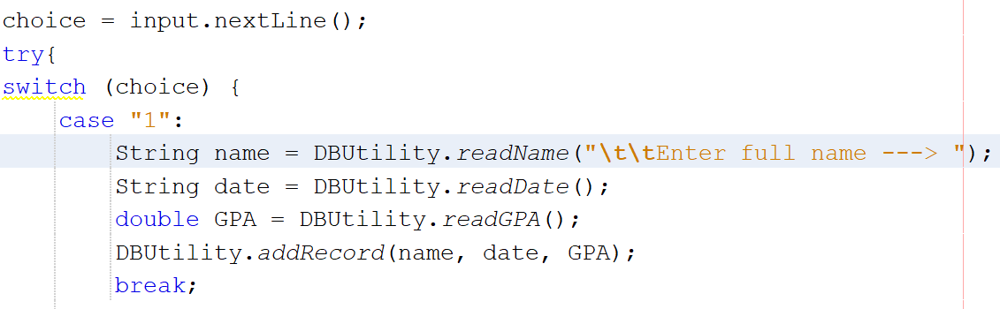 choice = input.nextLine();
try{
switch (choice) {
case "1":
String name = DBUtility.readName("\t\tEnter full name ---> ");
String date = DBUtility.readDate();
double GPA = DBUtility.readGPA();
DBUtility.addRecord(name, date, GPA);
break;